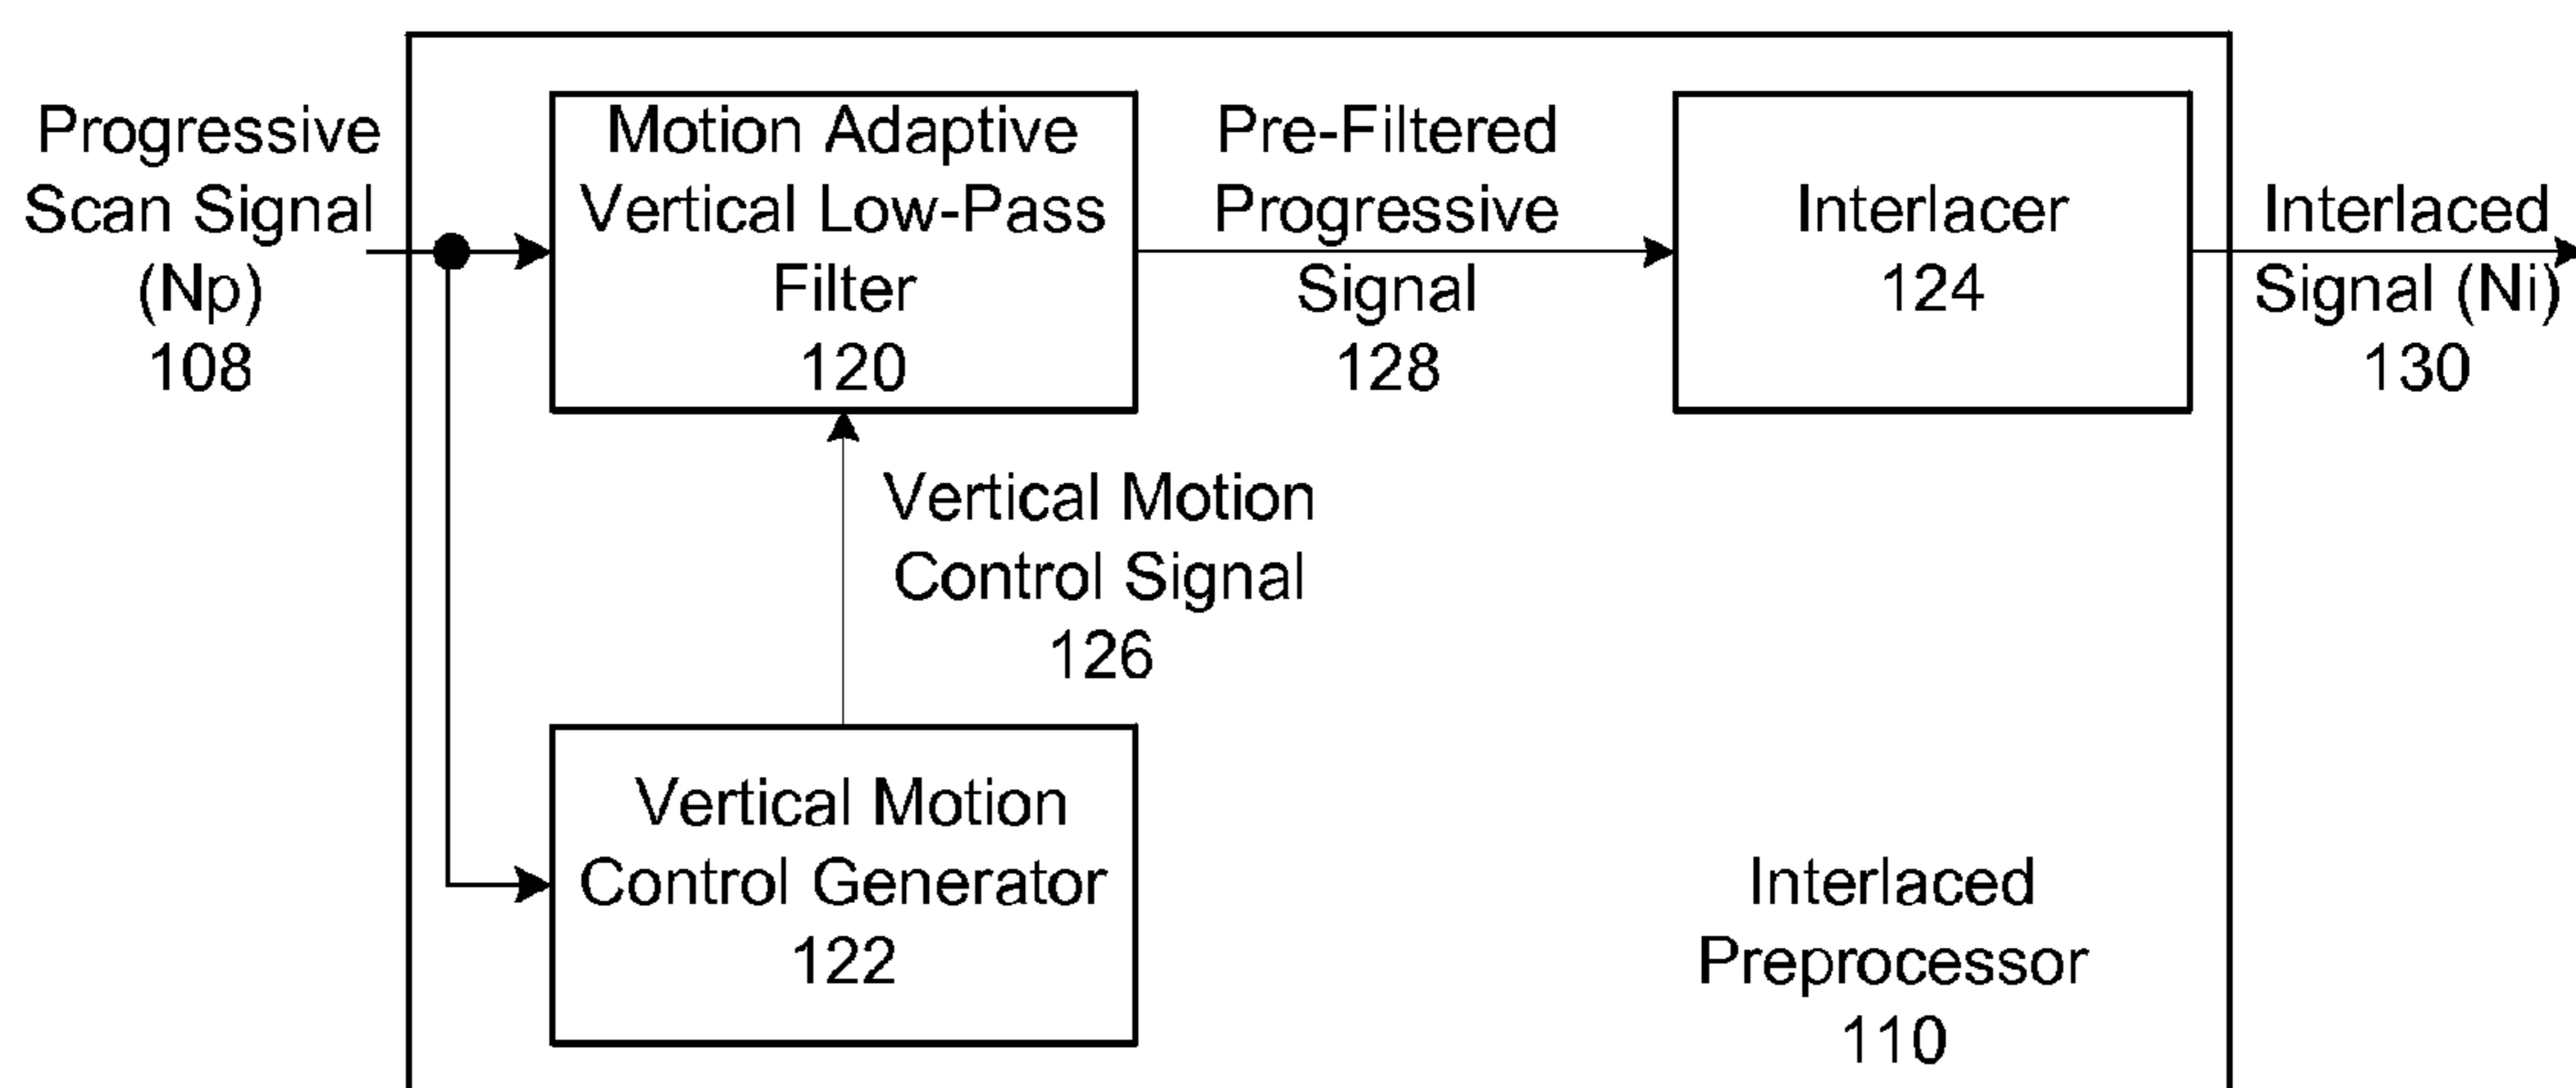 Progressive
Scan Signal
(Np)
108
Motion Adaptive
Vertical Low-Pass
Filter
120
Pre-Filtered
Progressive
Signal
128
Interlacer
124
Interlaced
Signal (Ni)
130
Vertical Motion
Control Signal
126
Vertical Motion
Control Generator
122
Interlaced
Preprocessor
110